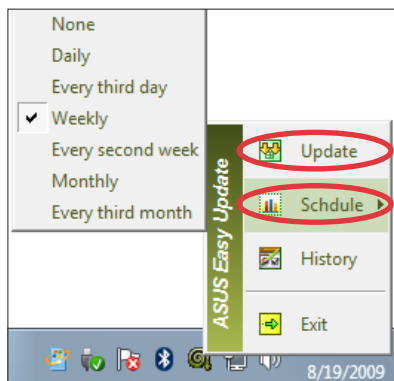 None
Daily
Every third day
Weekly
Every second week
Monthly
Every third month
ASUS Easy Update
Update
Schdule
History
Exit
8/19/2009